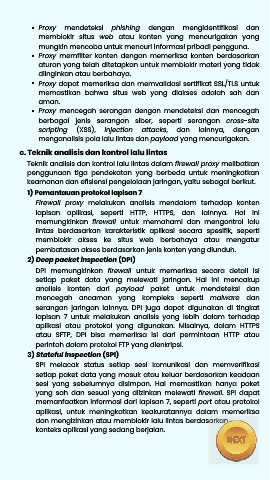 • Proxy mendeteksi phishing dengan mengidentifikasi dan
memblokir situs web atau konten yang mencurigakan yang
mungkin mencoba untuk mencuri informasi pribadi pengguna.
• Proxy memfilter konten dengan memeriksa konten berdasarkan
aturan yang telah ditetapkan untuk memblokir materi yang tidak
diinginkan atau berbahaya.
• Proxy dapat memeriksa dan memvalidasi sertifikat SSL/TLS untuk
memastikan bahwa situs web yang diakses adalah sah dan
aman.
• Proxy mencegah serangan dengan mendeteksi dan mencegah
berbagai jenis serangan siber, seperti serangan cross-site
scripting (XSS), injection attacks, dan lainnya, dengan
menganalisis pola lalu lintas dan payload yang mencurigakan.
c. Teknik analisis dan kontrol lalu lintas
Teknik analisis dan kontrol lalu lintas dalam firewall proxy melibatkan
penggunaan tiga pendekatan yang berbeda untuk meningkatkan
keamanan dan efisiensi pengelolaan jaringan, yaitu sebagai berikut.
1) Pemantauan protokol lapisan 7
Firewall proxy melakukan analisis mendalam terhadap konten
lapisan aplikasi, seperti HTTP, HTTPS, dan lainnya. Hal ini
memungkinkan firewall untuk memahami dan mengontrol lalu
lintas berdasarkan karakteristik aplikasi secara spesifik, seperti
memblokir akses ke situs web berbahaya atau mengatur
pembatasan akses berdasarkan jenis konten yang diunduh.
2) Deep packet inspection (DPI)
DPI memungkinkan firewall untuk memeriksa secara detail isi
setiap paket data yang melewati jaringan. Hal ini mencakup
analisis konten dari payload paket untuk mendeteksi dan
mencegah ancaman yang kompleks seperti malware dan
serangan jaringan lainnya. DPI juga dapat digunakan di tingkat
lapisan 7 untuk melakukan analisis yang lebih dalam terhadap
aplikasi atau protokol yang digunakan. Misalnya, dalam HTTPS
atau SFTP, DPI bisa memeriksa isi dari permintaan HTTP atau
perintah dalam protokol FTP yang dienkripsi.
3) Stateful inspection (SPI)
SPI melacak status setiap sesi komunikasi dan memverifikasi
setiap paket data yang masuk atau keluar berdasarkan keadaan
sesi yang sebelumnya disimpan. Hal memastikan hanya paket
yang sah dan sesuai yang diizinkan melewati firewall. SPI dapat
memanfaatkan informasi dari lapisan 7, seperti port atau protokol
aplikasi, untuk meningkatkan keakuratannya dalam memeriksa
dan mengizinkan atau memblokir lalu lintas berdasarkan
konteks aplikasi yang sedang berjalan.
NEXT